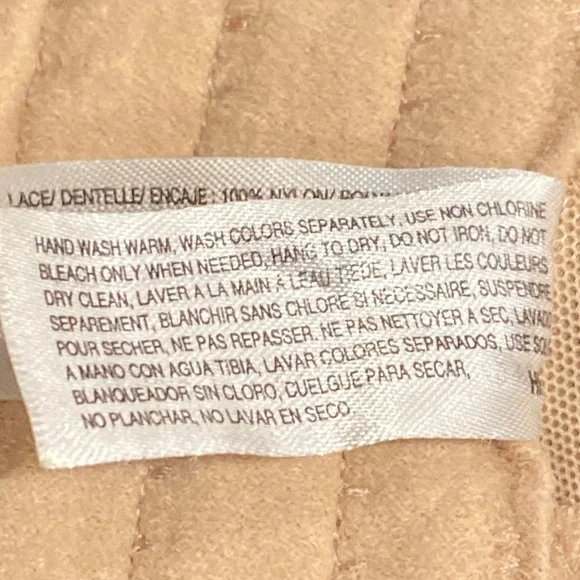 LACE/ DENTELLE/ ENCAJE : 100% NYLON/
HAND WASH WARM, WASH COLORS SEPARATELY, USE NON CHLORINE
BLEACH ONLY WHEN NEEDED, HANG TO DRY, DO NOT IRON, DO NOT
DRY CLEAN, LAVER A LA MAIN À L'EAU TIEDE, LAVER LES COULEURS
SEPAREMENT, BLANCHIR SANS CHLORE SI NÉCESSAIRE, SUSPENDRE
POUR SECHER, NE PAS REPASSER. NE PAS NETTOYER A SEC, LAVADO
A MANO CON AGUA TIBIA, LAVAR COLORES SEPARADOS, USE SOLO
BLANQUEADOR SIN CLORO, CUELGUE PARA SECAR,
NO PLANCHAR, NO LAVAR EN SECO